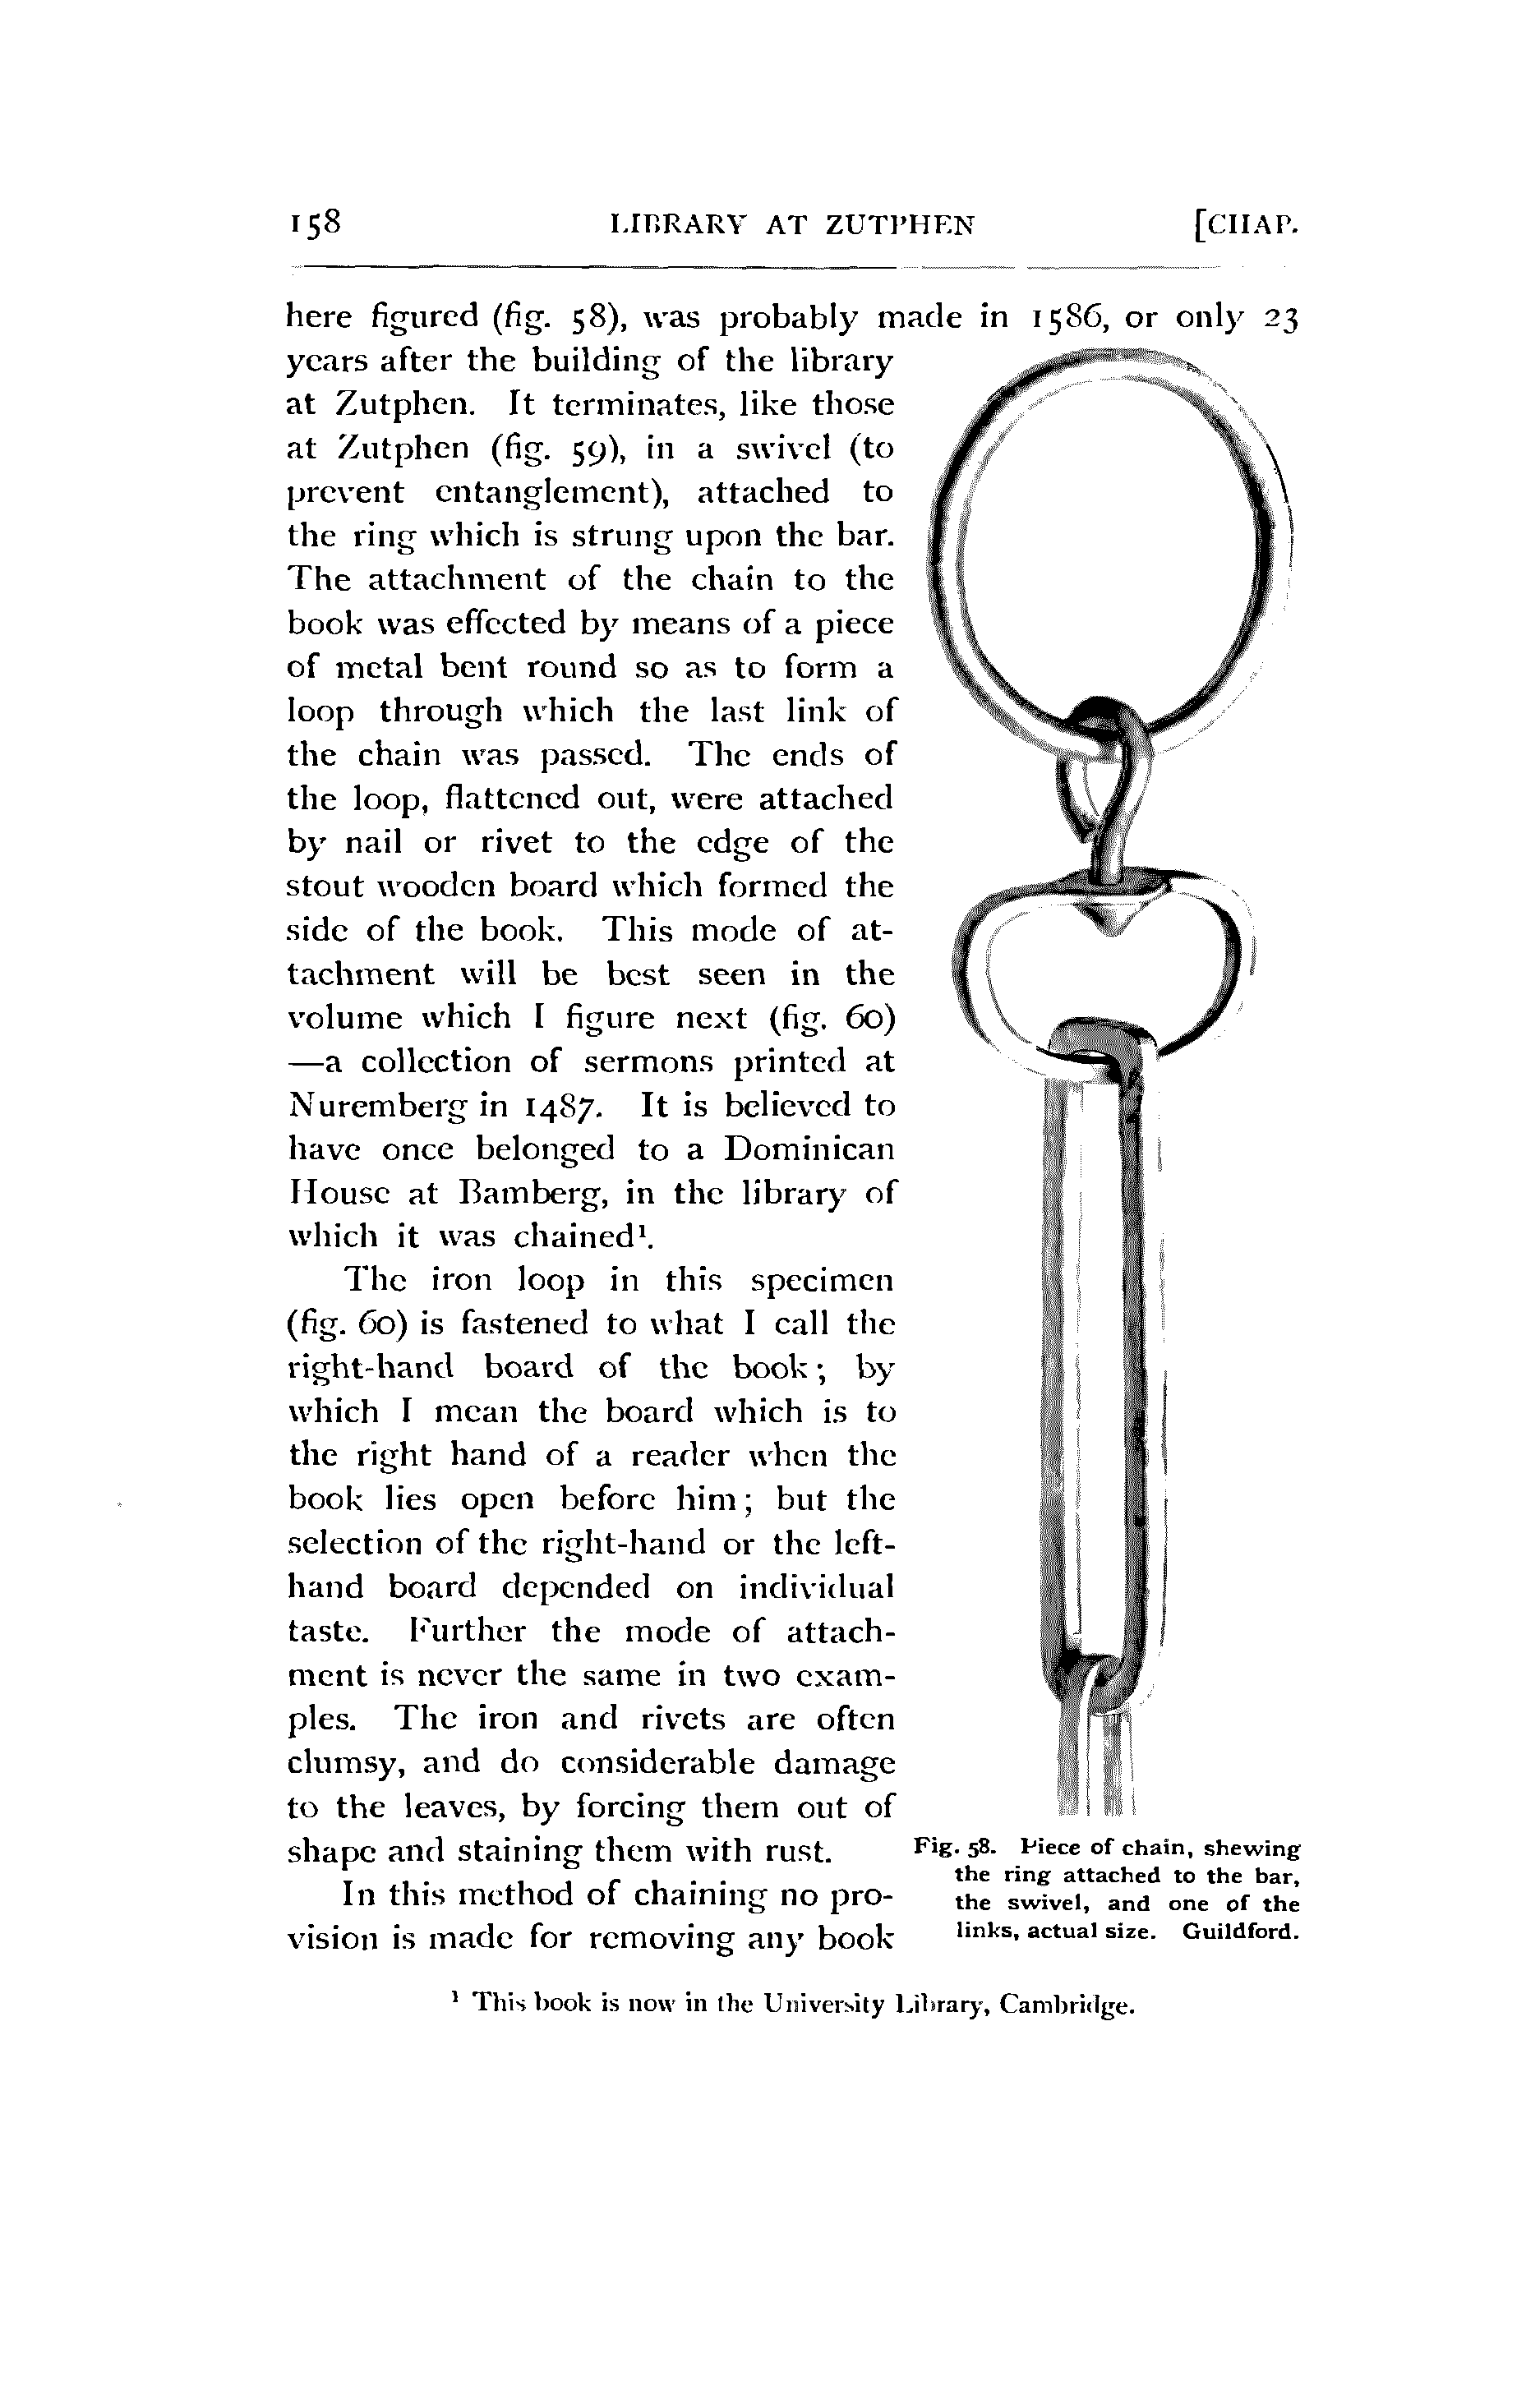 158 LIBRARY AT ZUTPHEN [CHAP.
here figured (fig. 58), was probably made in 1586, or only 23
years after the building of the library
at Zutphen. It terminates, like those
at Zutphen (fig. 59), in a swivel (to
prevent entanglement), attached to
the ring which is strung upon the bar.
The attachment of the chain to the
book was effected by means of a piece
of metal bent round so as to form a
loop through which the last link of
the chain was passed. The ends of
the loop, flattened out, were attached
by nail or rivet to the edge of the
stout wooden board which formed the
side of the book. This mode of at-
tachment will be best seen in the
volume which I figure next (fig. 60)
—a collection of sermons printed at
Nuremberg in 1487. It is believed to
have once belonged to a Dominican
House at Bamberg, in the library of
which it was chained¹.
The iron loop in this specimen
(fig. 60) is fastened to what I call the
right-hand board of the book; by
which I mean the board which is to
the right hand of a reader when the
book lies open before him; but the
selection of the right-hand or the left-
hand board depended on individual
taste. Further the mode of attach-
ment is never the same in two exam-
ples. The iron and rivets are often
clumsy, and do considerable damage
to the leaves, by forcing them out of
shape and staining them with rust.
In this method of chaining no pro-
vision is made for removing any book
Fig. 58. Piece of chain, shewing
the ring attached to the bar,
the swivel, and one of the
links, actual size. Guildford.
¹ This book is now in the University Library, Cambridge.